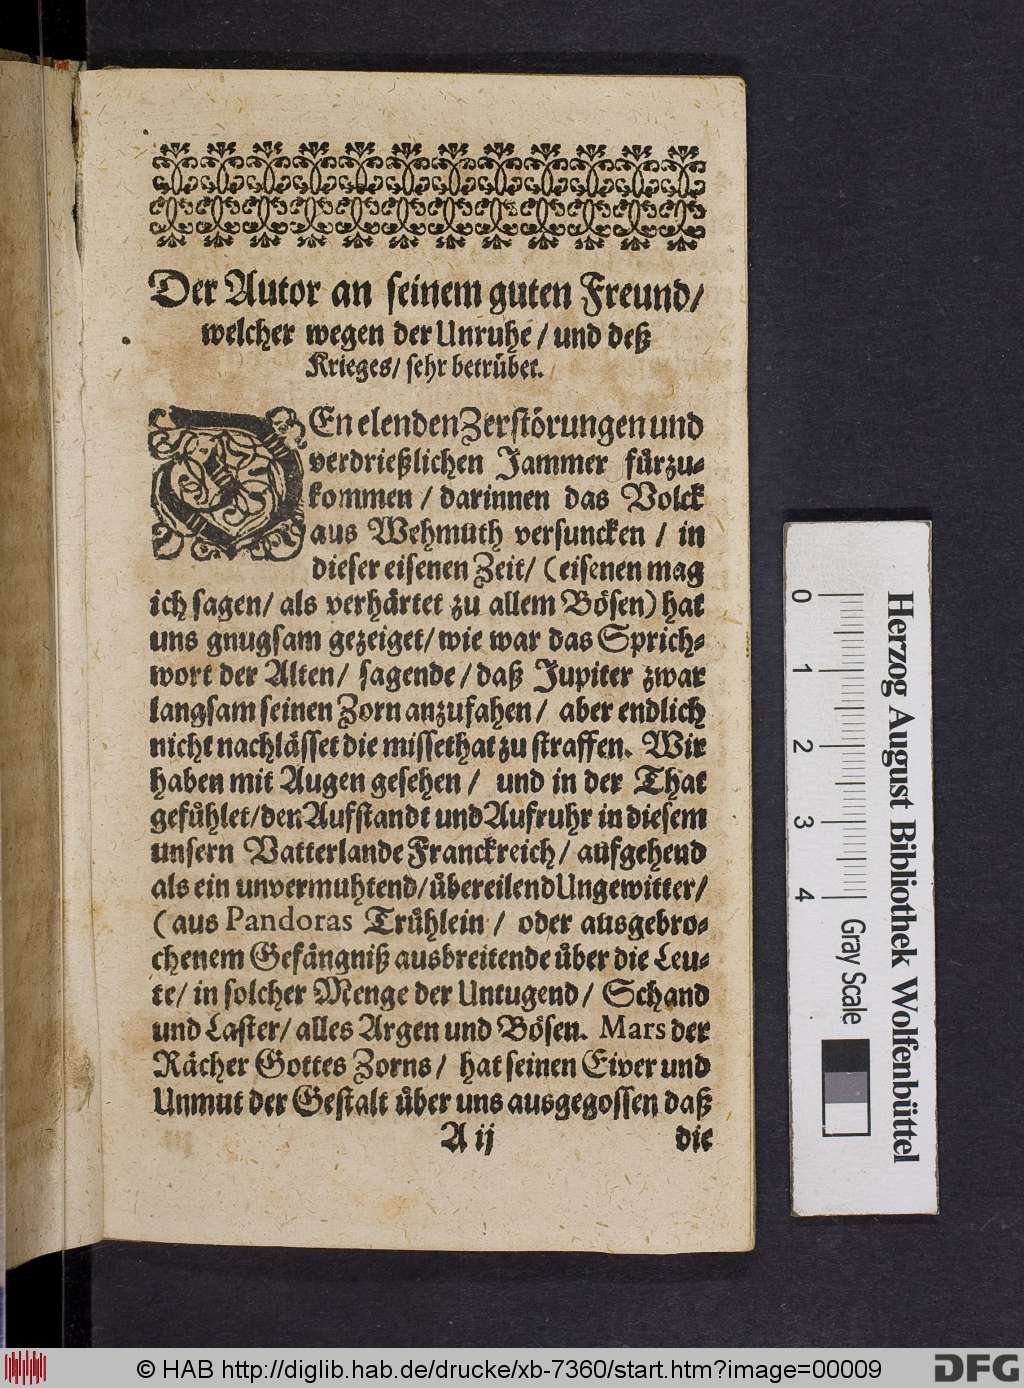 Der Autor an seinem guten Freund/
welcher wegen der Unruhe/ und deß
Krieges/ sehr betrübet.
DEn elenden Zerstörungen und
verdrießlichen Jammer fürzu-
kommen/ darinnen das Volck
aus Wehmuth versuncken/ in
dieser eisenen Zeit/ (eisenen mag
ich sagen/ als verhärtet zu allem Bösen) hat
uns gnugsam gezeiget/ wie war das Sprich-
wort der Alten/ sagende/ daß Jupiter zwar
langsam seinen Zorn anzufahen/ aber endlich
nicht nachlässet die missethat zu straffen. Wir
haben mit Augen gesehen/ und in der That
gefühlet/ den Aufstandt und Aufruhr in diesem
unsern Vatterlande Franckreich/ aufgehend
als ein unvermuhtend/ übereilend Ungewitter/
(aus Pandoras Trühlein/ oder ausgebro-
chenem Gefängniß ausbreitende über die Leu-
te/ in solcher Menge der Untugend/ Schand
und Laster/ alles Argen und Bösen. Mars der
Rächer Gottes Zorns/ hat seinen Eiver und
Unmut der Gestalt über uns ausgegossen daß
A ij die
0 1 2 3 4
Gray Scale
Herzog August Bibliothek Wolfenbüttel
© HAB http://diglib.hab.de/drucke/xb-7360/start.htm?image=00009
DFG